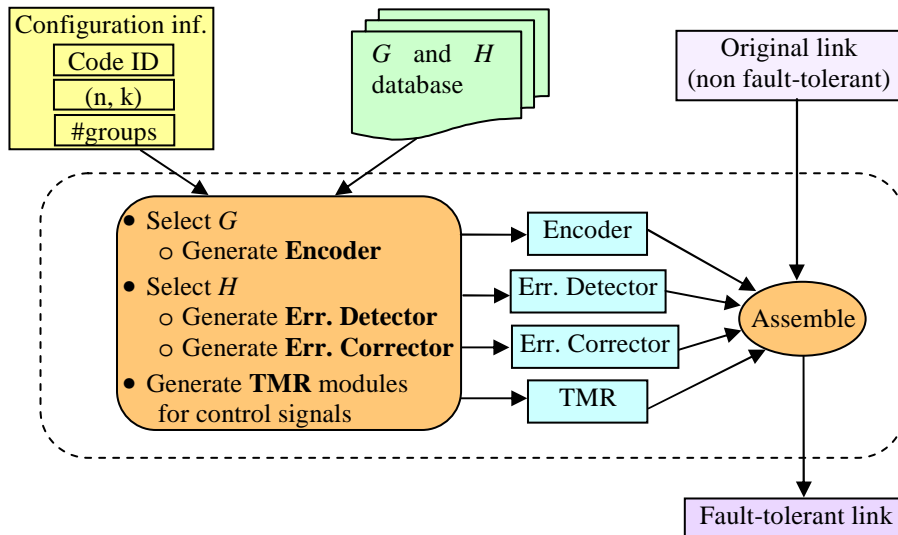 Configuration inf.
Code ID
(n, k)
#groups
G and H
database
Original link
(non fault-tolerant)
• Select G
o Generate Encoder
• Select H
o Generate Err. Detector
o Generate Err. Corrector
• Generate TMR modules
for control signals
Encoder
Err. Detector
Err. Corrector
TMR
Assemble
Fault-tolerant link